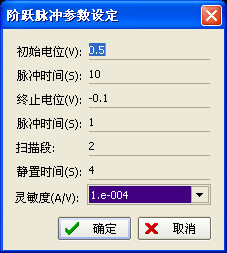 阶跃脉冲参数设定
初始电位(V): 0.5
脉冲时间(S): 10
终止电位(V): -0.1
脉冲时间(S): 1
扫描段: 2
静置时间(S): 4
灵敏度(A/V): 1.e-004
确定 取消